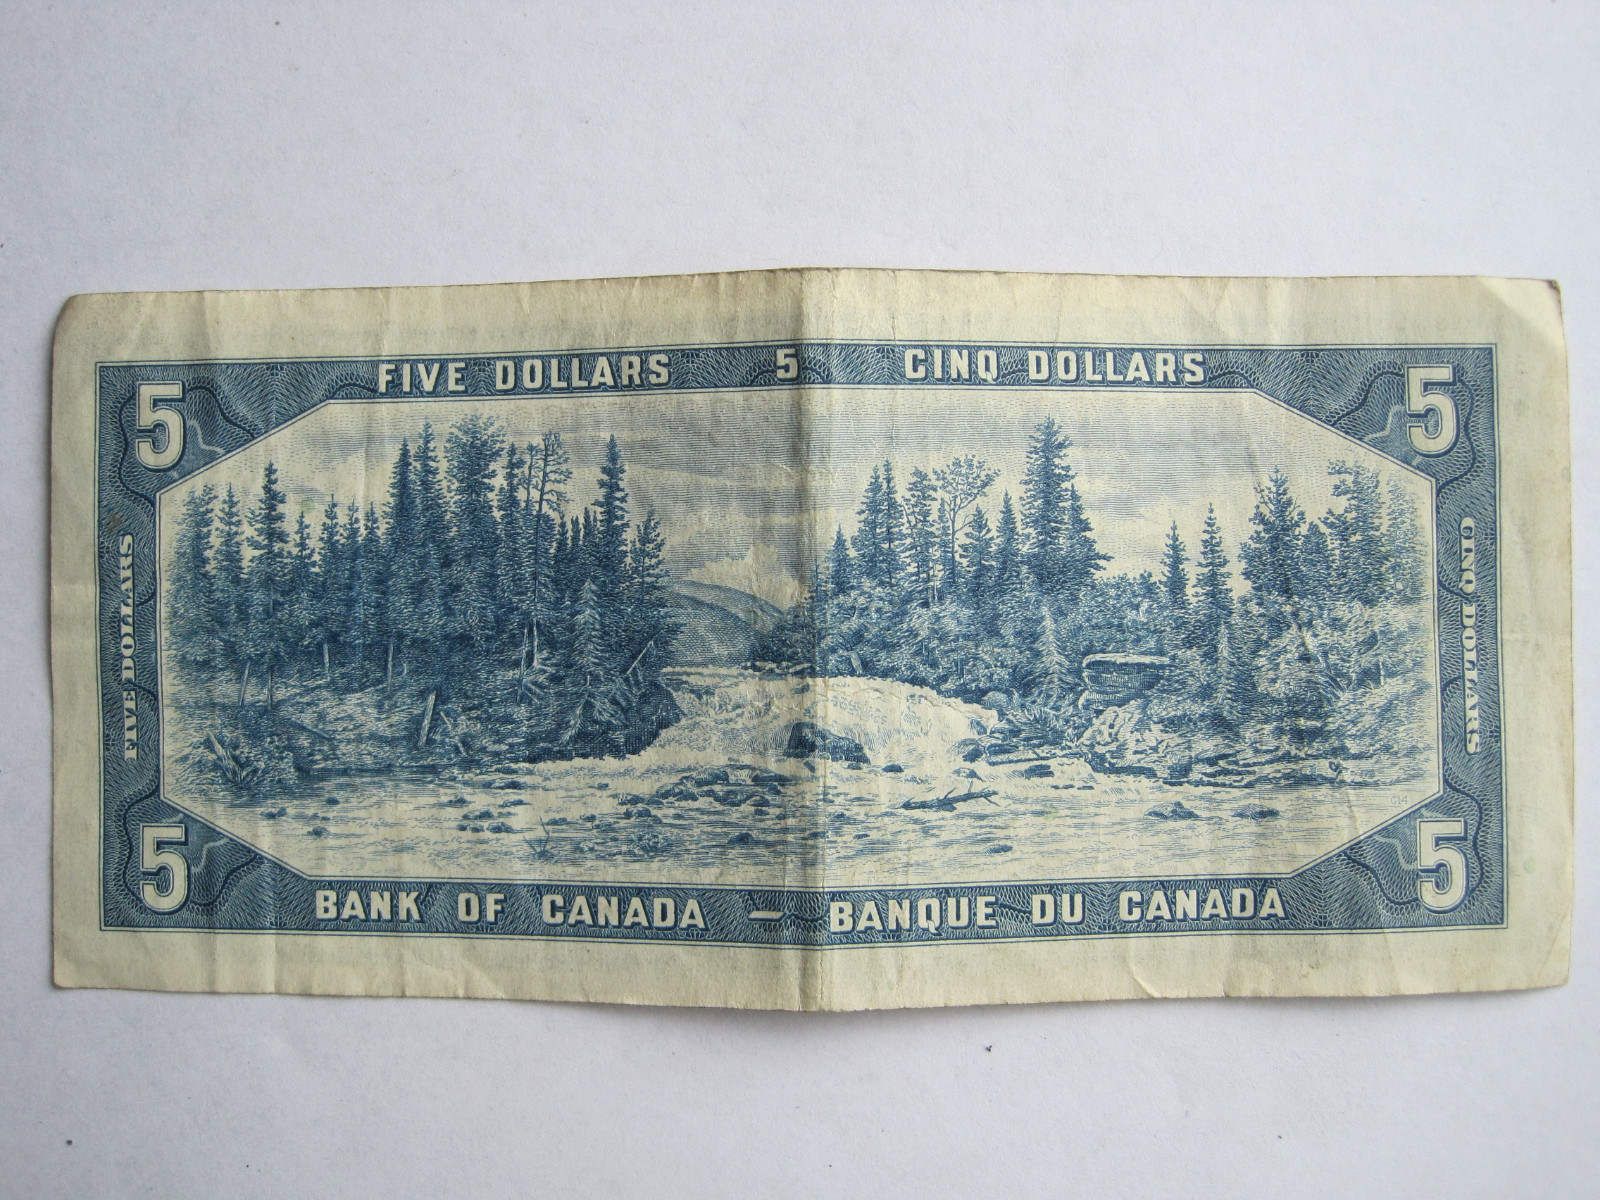 FIVE DOLLARS 5 CINQ DOLLARS
5 5
FIVE DOLLARS
CINQ DOLLARS
G14
5 5
BANK OF CANADA — BANQUE DU CANADA